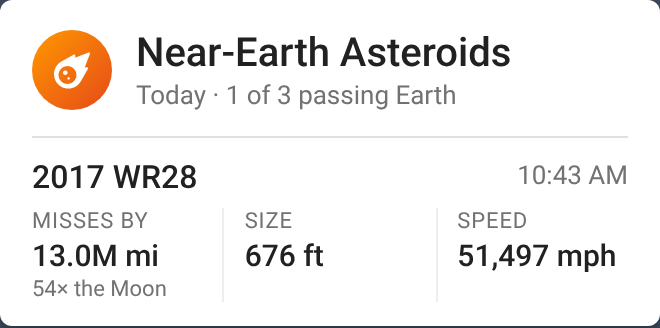 Near-Earth Asteroids
Today · 1 of 3 passing Earth
2017 WR28
10:43 AM
MISSES BY
13.0M mi
54× the Moon
SIZE
676 ft
SPEED
51,497 mph